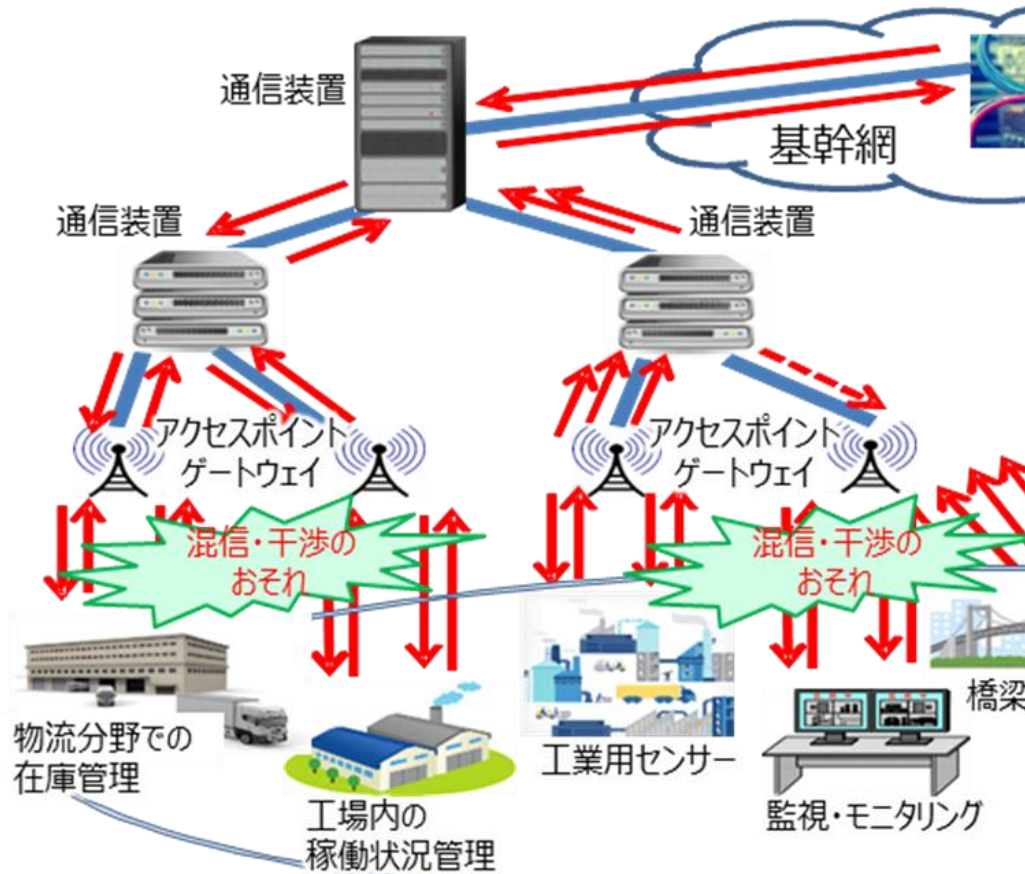 通信装置
基幹網
通信装置
通信装置
アクセスポイント
ゲートウェイ
アクセスポイント
ゲートウェイ
混信・干渉の
おそれ
混信・干渉の
おそれ
物流分野での
在庫管理
工場内の
稼働状況管理
工業用センサー
監視・モニタリング
橋梁